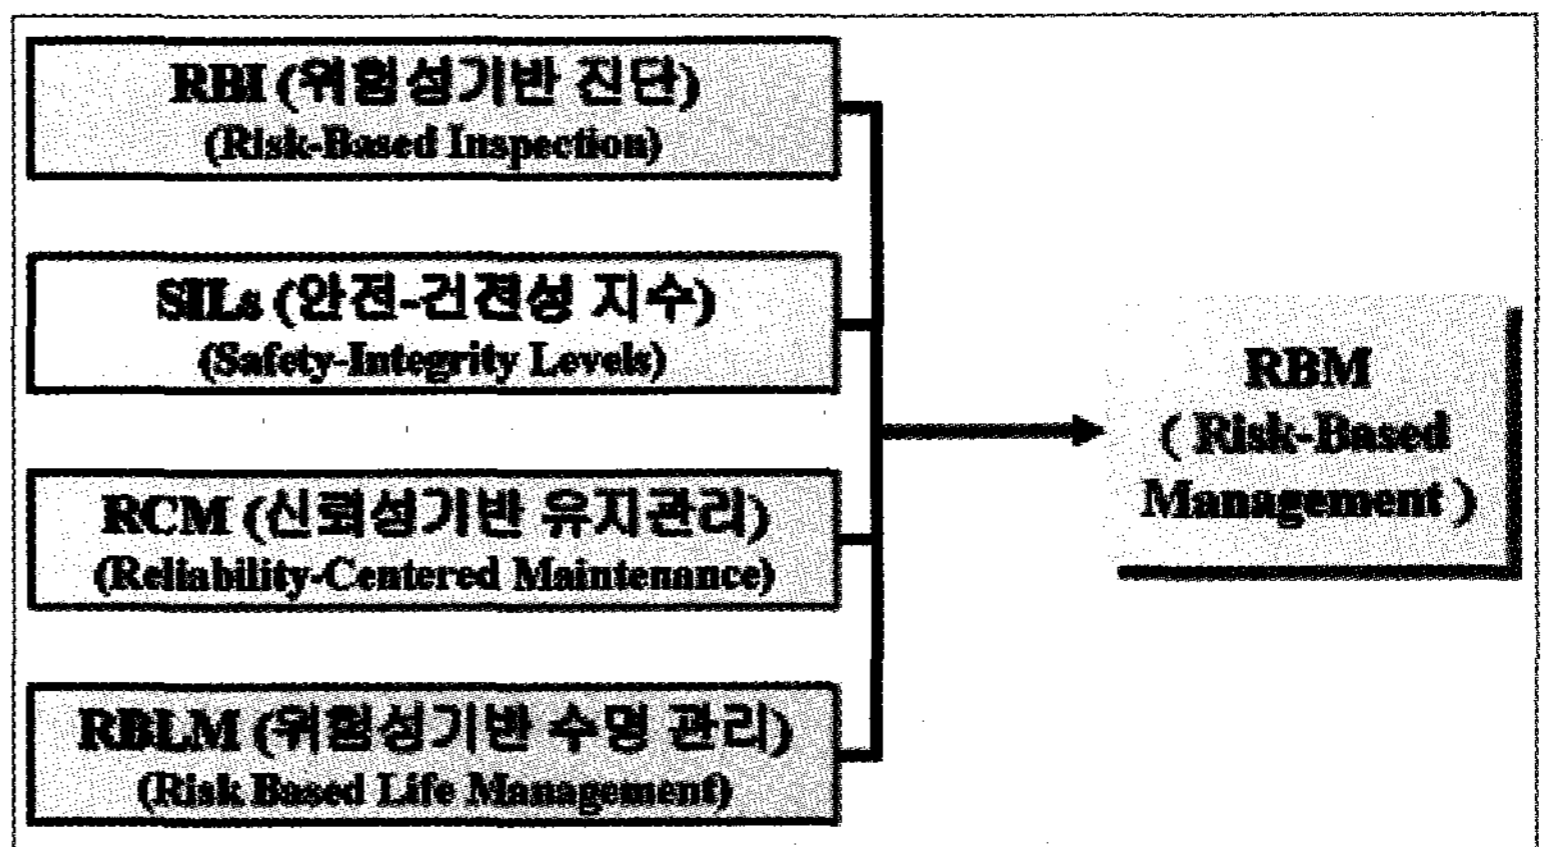 RBI (위험성기반 진단)
(Risk-Based Inspection)
SILs (안전-건전성 지수)
(Safety-Integrity Levels)
RCM (신뢰성기반 유지관리)
(Reliability-Centered Maintenance)
RBLM (위험성기반 수명 관리)
(Risk Based Life Management)
RBM
( Risk-Based
Management )